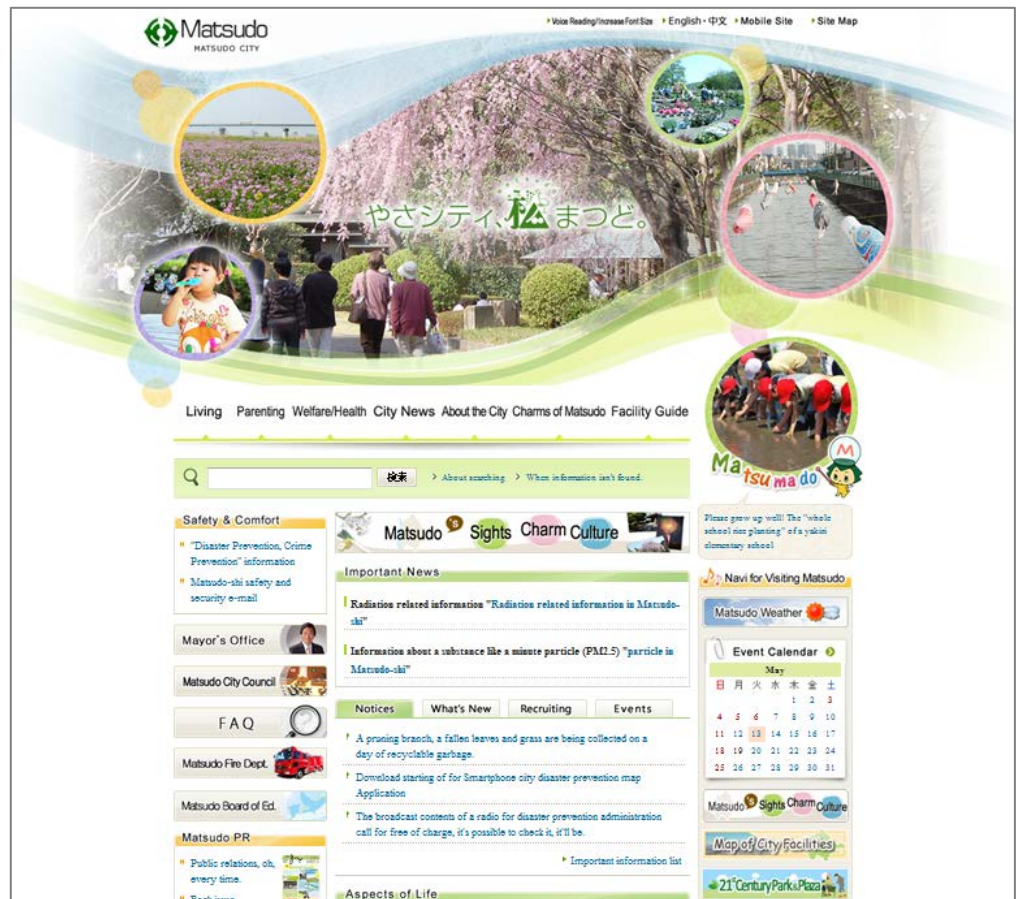 Matsudo
MATSUDO CITY
Voice Reading/Increase Font Size
English・中文
Mobile Site
Site Map
やさシティ、松まつど。
Living
Parenting
Welfare/Health
City News
About the City
Charms of Matsudo
Facility Guide
検索
About searching.
When information isn't found.
Matsumado
M
Please grow up well! The "whole
school rice planting" of a yakiri
elementary school
Safety & Comfort
"Disaster Prevention, Crime
Prevention" information
Matsudo-shi safety and
security e-mail
Mayor's Office
Matsudo City Council
FAQ
Matsudo Fire Dept.
Matsudo Board of Ed.
Matsudo PR
Public relations, oh,
every time.
Matsudo's Sights Charm Culture
Important News
Radiation related information "Radiation related information in Matsudo-
shi"
Information about a substance like a minute particle (PM2.5) "particle in
Matsudo-shi"
Notices
What's New
Recruiting
Events
A pruning branch, a fallen leaves and grass are being collected on a
day of recyclable garbage.
Download starting of for Smartphone city disaster prevention map
Application
The broadcast contents of a radio for disaster prevention administration
call for free of charge, it's possible to check it, it'll be.
Important information list
Aspects of Life
Navi for Visiting Matsudo
Matsudo Weather
Event Calendar
May
日 月 火 水 木 金 土
1 2 3
4 5 6 7 8 9 10
11 12 13 14 15 16 17
18 19 20 21 22 23 24
25 26 27 28 29 30 31
Matsudo's Sights Charm Culture
Map of City Facilities
21st Century Park & Plaza